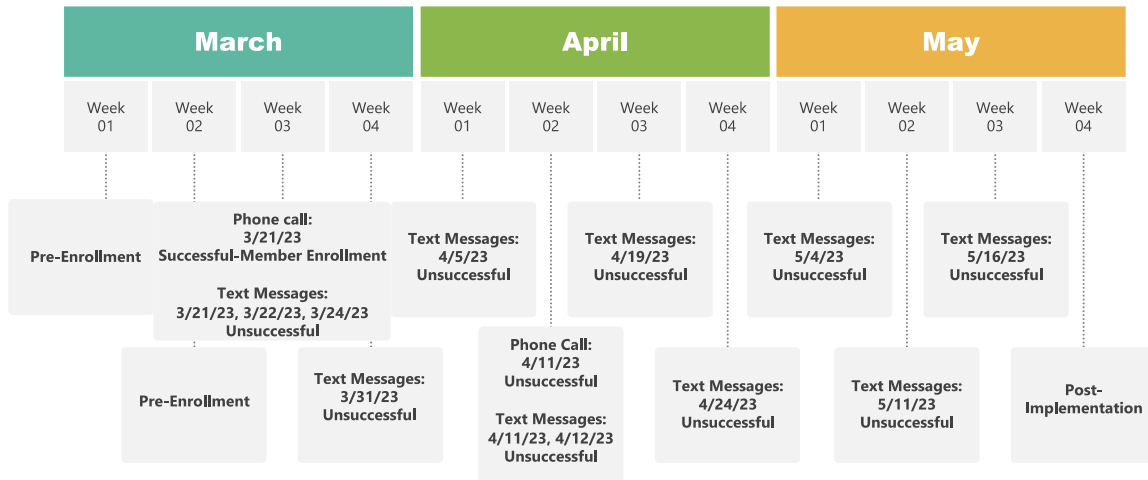 March
April
May
Week
01
Week
02
Week
03
Week
04
Week
01
Week
02
Week
03
Week
04
Week
01
Week
02
Week
03
Week
04
Pre-Enrollment
Phone call:
3/21/23
Successful-Member Enrollment
Text Messages:
3/21/23, 3/22/23, 3/24/23
Unsuccessful
Text Messages:
4/5/23
Unsuccessful
Text Messages:
4/19/23
Unsuccessful
Text Messages:
5/4/23
Unsuccessful
Text Messages:
5/16/23
Unsuccessful
Pre-Enrollment
Text Messages:
3/31/23
Unsuccessful
Phone Call:
4/11/23
Unsuccessful
Text Messages:
4/11/23, 4/12/23
Unsuccessful
Text Messages:
4/24/23
Unsuccessful
Text Messages:
5/11/23
Unsuccessful
Post-
Implementation